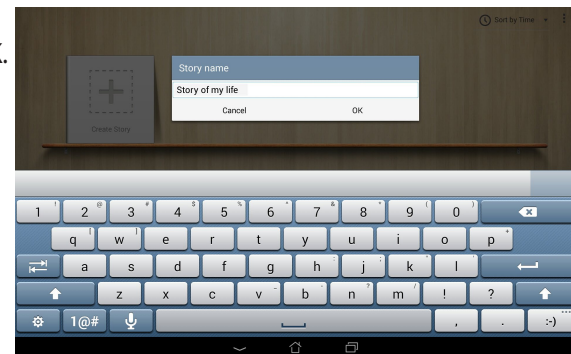 K.
Sort by Time
Story name
Story of my life
Cancel
OK
Create Story
1 ! 2 @ 3 # 4 $ 5 % 6 ^ 7 & 8 * 9 ( 0 )
q [ w ] e r t y u i o p +
a s d f g h : j ; k " l '
z x c v - b n ? m / ! ?
1@# , . :-)